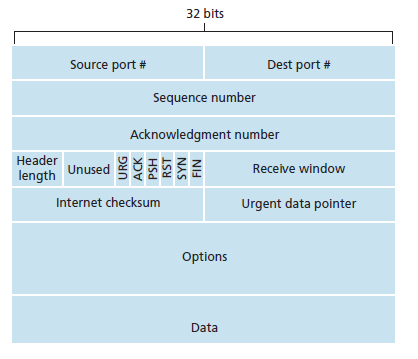 32 bits
Source port #
Dest port #
Sequence number
Acknowledgment number
Header
length
Unused
URG
ACK
PSH
RST
SYN
FIN
Receive window
Internet checksum
Urgent data pointer
Options
Data